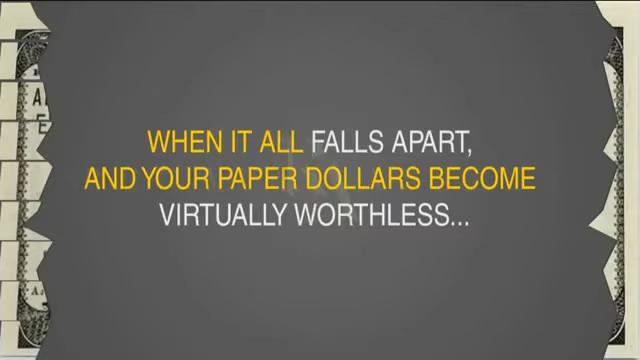 WHEN IT ALL FALLS APART,
AND YOUR PAPER DOLLARS BECOME
VIRTUALLY WORTHLESS...